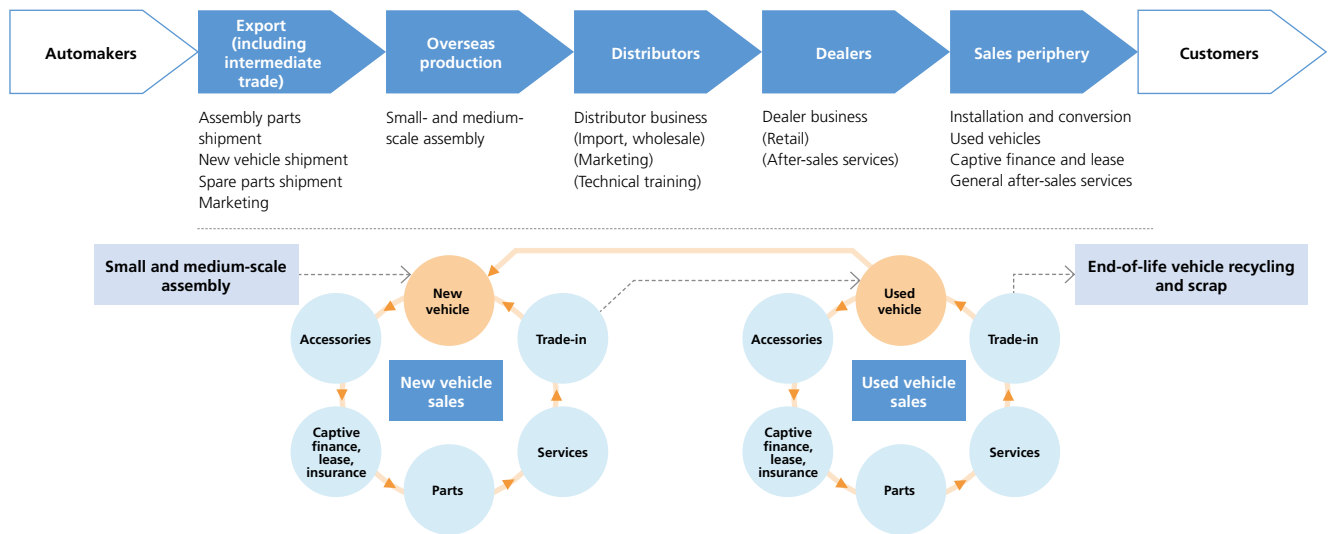 Automakers
Export
(including
intermediate
trade)
Overseas
production
Distributors
Dealers
Sales periphery
Customers
Assembly parts
shipment
New vehicle shipment
Spare parts shipment
Marketing
Small- and medium-
scale assembly
Distributor business
(Import, wholesale)
(Marketing)
(Technical training)
Dealer business
(Retail)
(After-sales services)
Installation and conversion
Used vehicles
Captive finance and lease
General after-sales services
Small and medium-scale
assembly
New
vehicle
Accessories
Trade-in
New vehicle
sales
Captive
finance,
lease,
insurance
Services
Parts
Used
vehicle
Accessories
Trade-in
Used vehicle
sales
Captive
finance,
lease,
insurance
Services
Parts
End-of-life vehicle recycling
and scrap